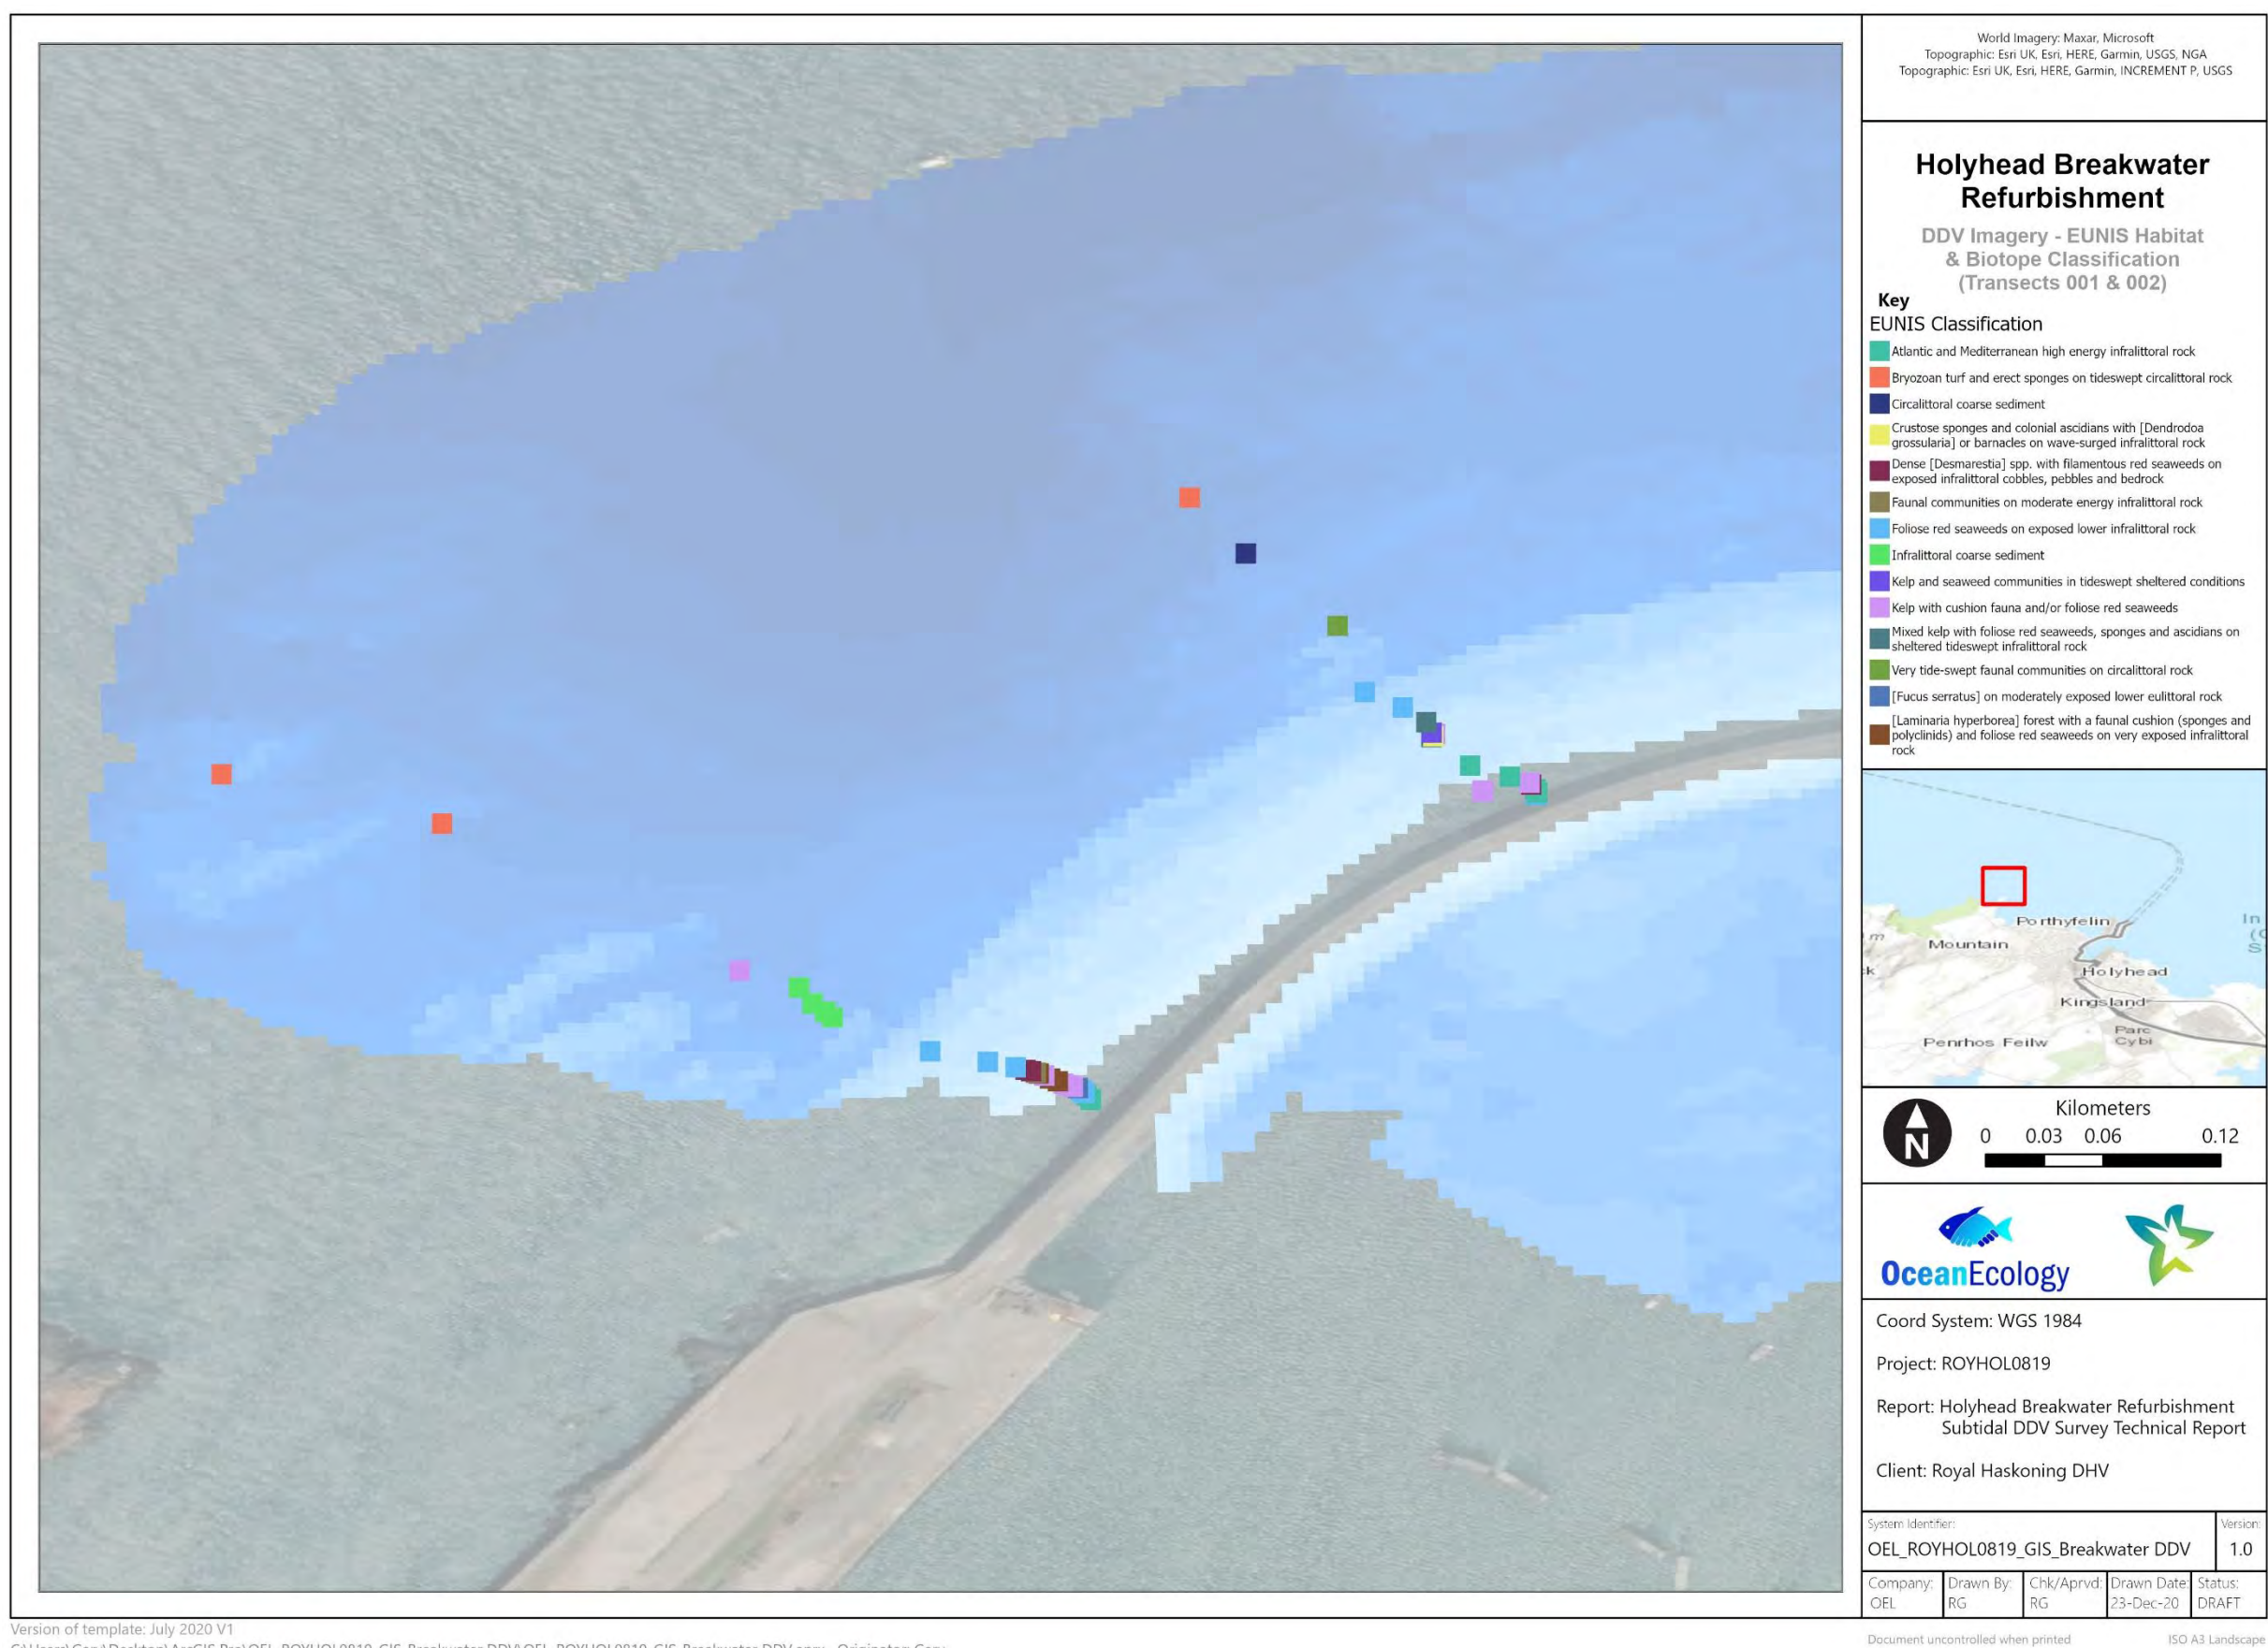 World Imagery: Maxar, Microsoft
Topographic: Esri UK, Esri, HERE, Garmin, USGS, NGA
Topographic: Esri UK, Esri, HERE, Garmin, INCREMENT P, USGS
Holyhead Breakwater
Refurbishment
DDV Imagery - EUNIS Habitat
& Biotope Classification
(Transects 001 & 002)
Key
EUNIS Classification
Atlantic and Mediterranean high energy infralittoral rock
Bryozoan turf and erect sponges on tideswept circalittoral rock
Circalittoral coarse sediment
Crustose sponges and colonial ascidians with [Dendrodoa
grossularia] or barnacles on wave-surged infralittoral rock
Dense [Desmarestia] spp. with filamentous red seaweeds on
exposed infralittoral cobbles, pebbles and bedrock
Faunal communities on moderate energy infralittoral rock
Foliose red seaweeds on exposed lower infralittoral rock
Infralittoral coarse sediment
Kelp and seaweed communities in tideswept sheltered conditions
Kelp with cushion fauna and/or foliose red seaweeds
Mixed kelp with foliose red seaweeds, sponges and ascidians on
sheltered tideswept infralittoral rock
Very tide-swept faunal communities on circalittoral rock
[Fucus serratus] on moderately exposed lower eulittoral rock
[Laminaria hyperborea] forest with a faunal cushion (sponges and
polyclinids) and foliose red seaweeds on very exposed infralittoral
rock
Porthyfelin
In
(C
m
Mountain
S
k
Holyhead
Kingsland
Parc
Cybi
Penrhos Feilw
N
Kilometers
0 0.03 0.06 0.12
OceanEcology
Coord System: WGS 1984
Project: ROYHOL0819
Report: Holyhead Breakwater Refurbishment
Subtidal DDV Survey Technical Report
Client: Royal Haskoning DHV
System Identifier: Version:
OEL_ROYHOL0819_GIS_Breakwater DDV 1.0
Company: Drawn By: Chk/Aprvd: Drawn Date: Status:
OEL RG RG 23-Dec-20 DRAFT
Version of template: July 2020 V1
Document uncontrolled when printed ISO A3 Landscape